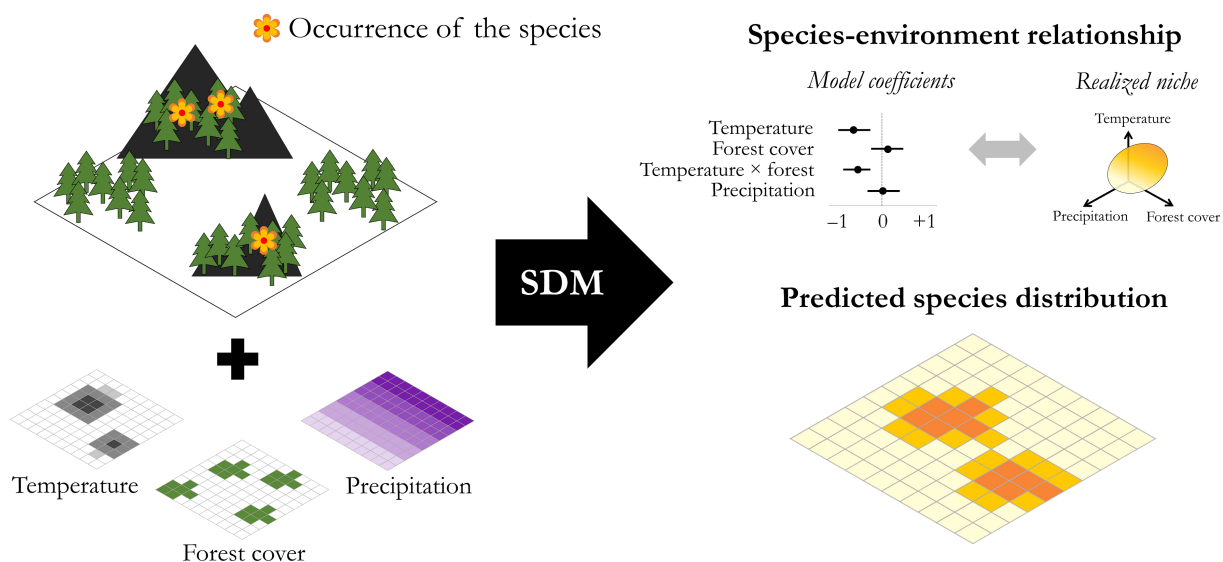 Occurrence of the species
Temperature
Forest cover
Precipitation
SDM
Species-environment relationship
Model coefficients
Temperature
Forest cover
Temperature × forest
Precipitation
−1 0 +1
Realized niche
Temperature
Precipitation
Forest cover
Predicted species distribution